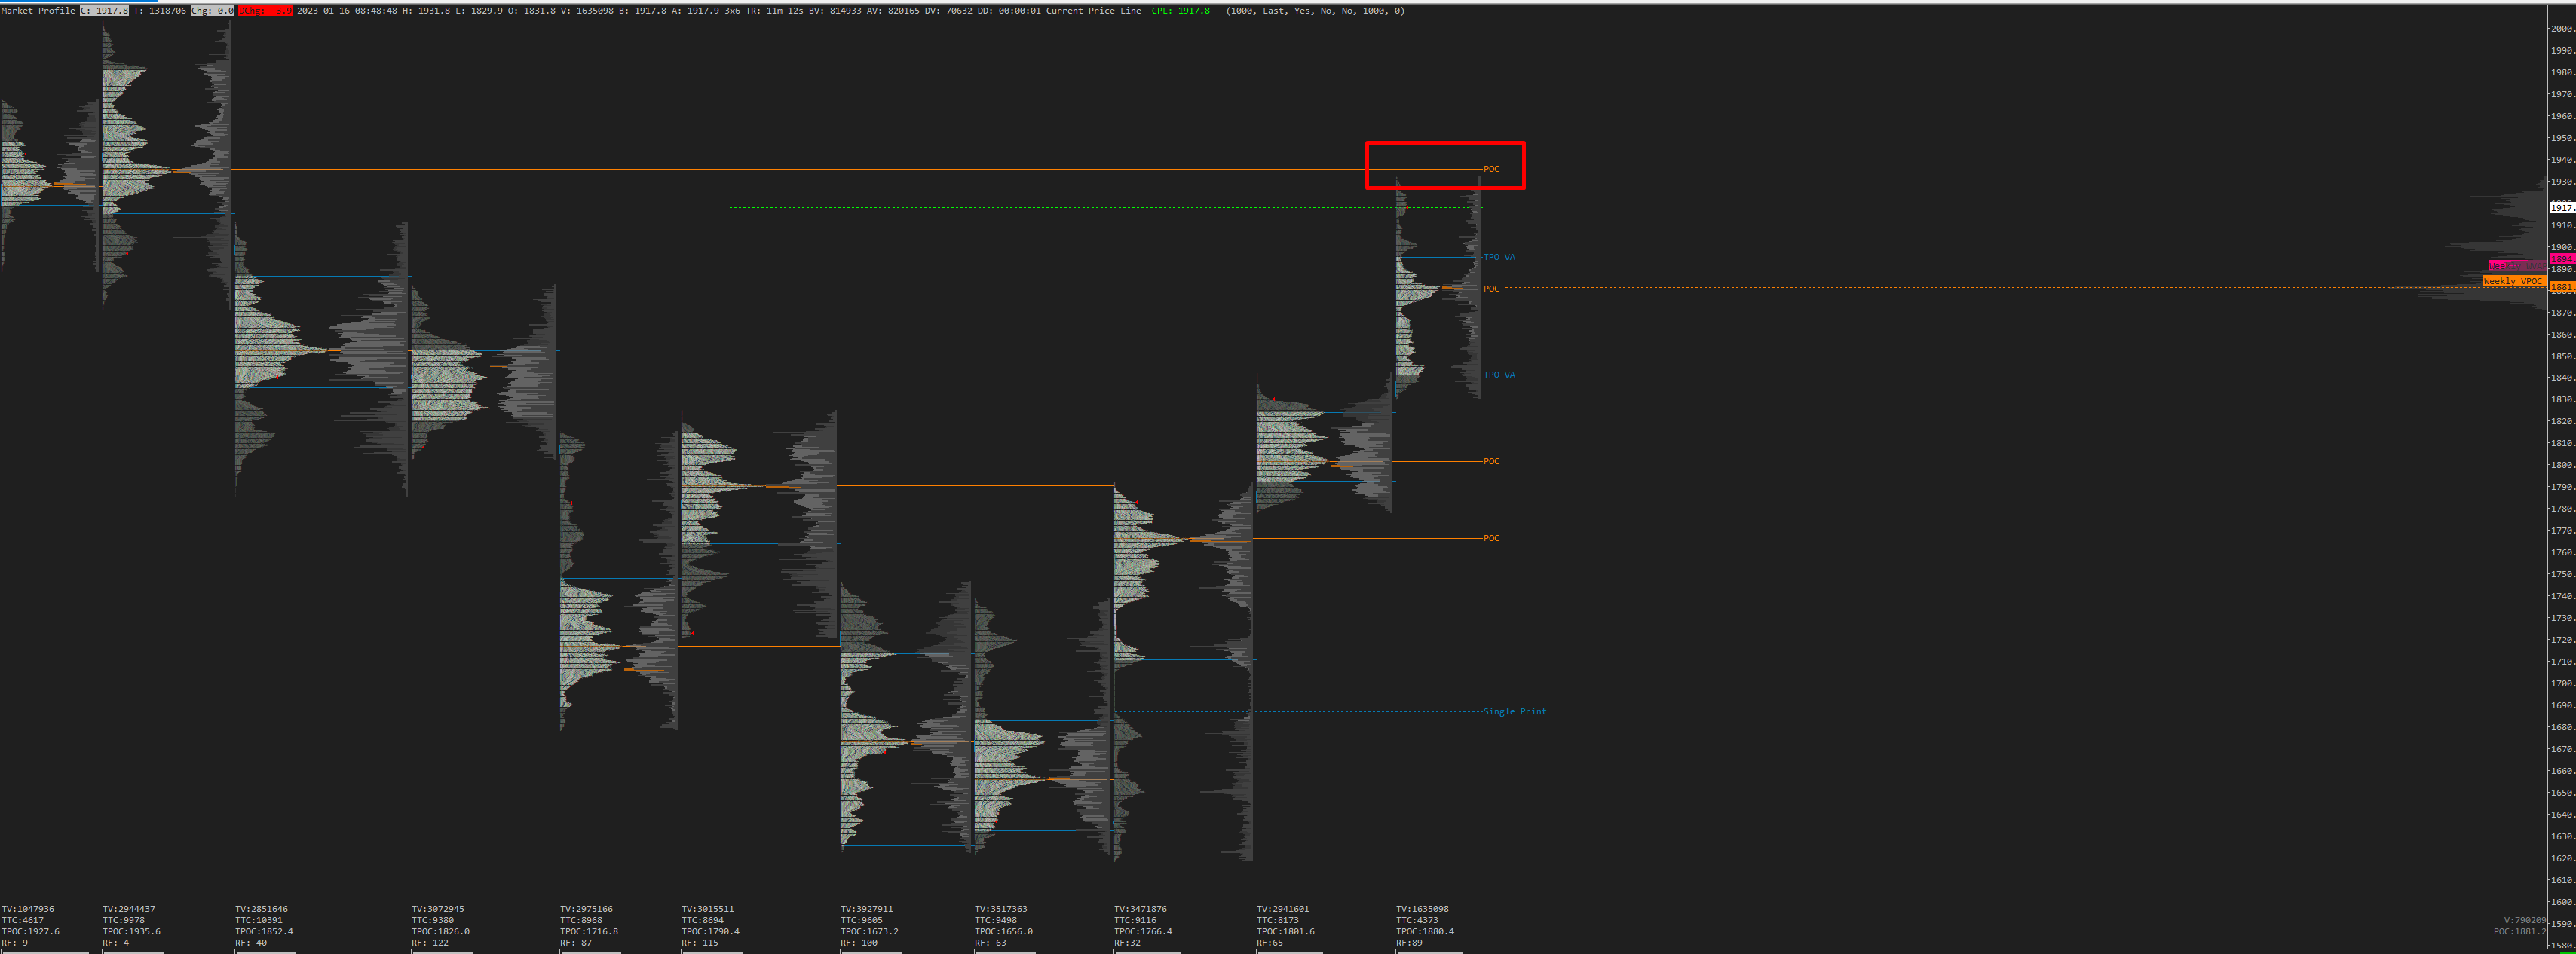 Market Profile C: 1917.8 T: 1318706 Chg: 0.0 DChg: -3.9 2023-01-16 08:48:48 H: 1931.8 L: 1829.9 O: 1831.8 V: 1635098 B: 1917.8 A: 1917.9 3x6 TR: 11m 12s BV: 814933 AV: 820165 DV: 70632 DD: 00:00:01 Current Price Line CPL: 1917.8 (1000, Last, Yes, No, No, 1000, 0)
2000.
1990.
1980.
1970.
1960.
1950.
1940.
POC
1930.
1917.
1910.
1900.
TPO VA
1894.
Weekly
1890.
Weekly VPOC
1881.
POC
1870.
1860.
1850.
TPO VA
1840.
1830.
1820.
1810.
POC
1800.
1790.
1780.
1770.
POC
1760.
1750.
1740.
1730.
1720.
1710.
1700.
1690.
Single Print
1680.
1670.
1660.
1650.
1640.
1630.
1620.
1610.
1600.
1590.
1580.
TV:1047936 TV:2944437 TV:2851646 TV:3072945 TV:2975166 TV:3015511 TV:3927911 TV:3517363 TV:3471876 TV:2941601 TV:1635098
TTC:4617 TTC:9978 TTC:10391 TTC:9380 TTC:8968 TTC:8694 TTC:9605 TTC:9498 TTC:9116 TTC:8173 TTC:4373
V:790209
TPOC:1927.6 TPOC:1935.6 TPOC:1852.4 TPOC:1826.0 TPOC:1716.8 TPOC:1790.4 TPOC:1673.2 TPOC:1656.0 TPOC:1766.4 TPOC:1801.6 TPOC:1880.4
POC:1881.2
RF:-9 RF:-4 RF:-40 RF:-122 RF:-87 RF:-115 RF:-100 RF:-63 RF:32 RF:65 RF:89